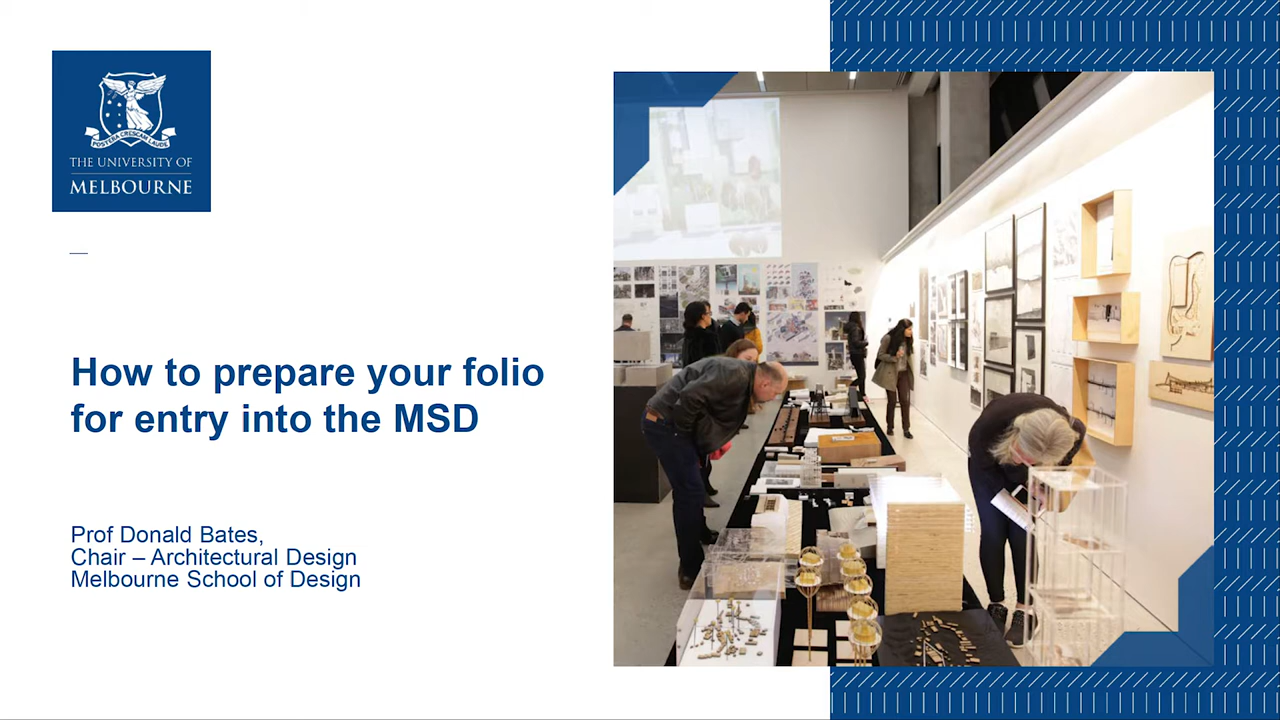 POSTERA CRESCAM LAUDE
THE UNIVERSITY OF
MELBOURNE
How to prepare your folio
for entry into the MSD
Prof Donald Bates,
Chair – Architectural Design
Melbourne School of Design